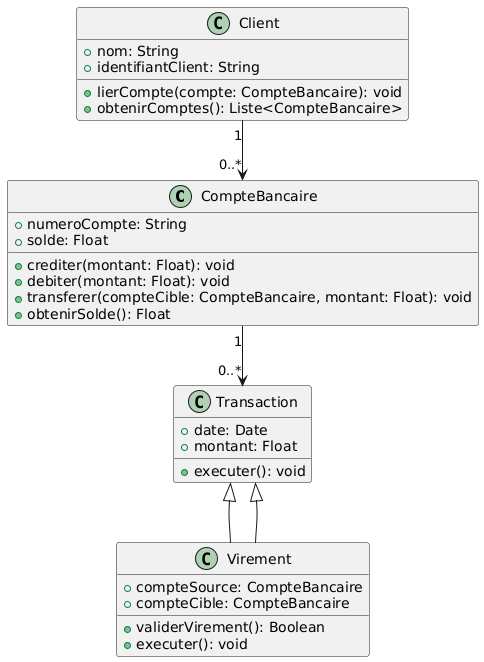 C Client
nom: String
identifiantClient: String
lierCompte(compte: CompteBancaire): void
obtenirComptes(): Liste<CompteBancaire>
1
0..*
C CompteBancaire
numeroCompte: String
solde: Float
crediter(montant: Float): void
debiter(montant: Float): void
transferer(compteCible: CompteBancaire, montant: Float): void
obtenirSolde(): Float
1
0..*
C Transaction
date: Date
montant: Float
executer(): void
C Virement
compteSource: CompteBancaire
compteCible: CompteBancaire
validerVirement(): Boolean
executer(): void